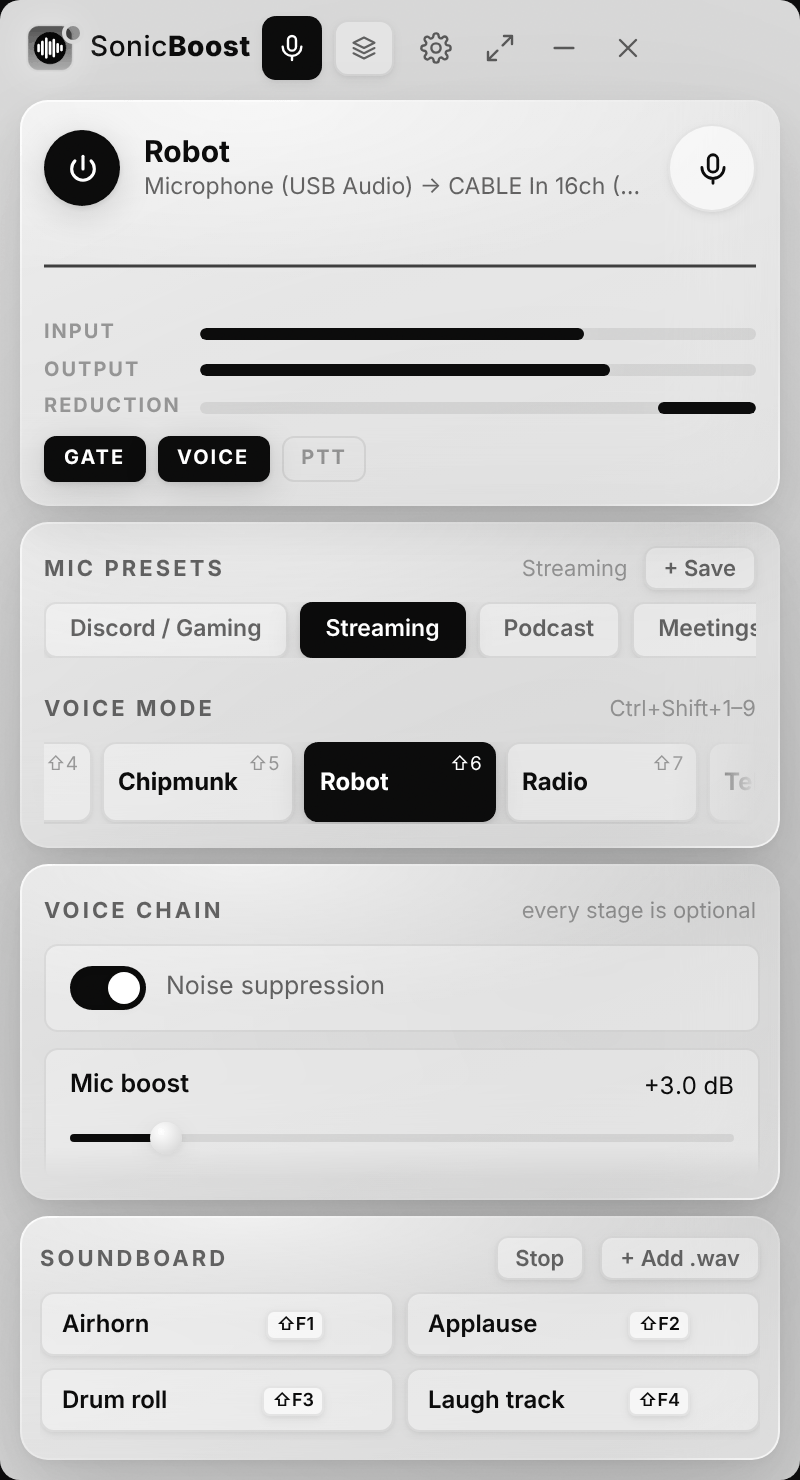 SonicBoost
Robot
Microphone (USB Audio) → CABLE In 16ch (...
INPUT
OUTPUT
REDUCTION
GATE VOICE PTT
MIC PRESETS Streaming + Save
Discord / Gaming Streaming Podcast Meetings
VOICE MODE Ctrl+Shift+1–9
⇧4 Chipmunk ⇧5 Robot ⇧6 Radio ⇧7 Te
VOICE CHAIN every stage is optional
Noise suppression
Mic boost +3.0 dB
SOUNDBOARD Stop + Add .wav
Airhorn ⇧F1 Applause ⇧F2
Drum roll ⇧F3 Laugh track ⇧F4